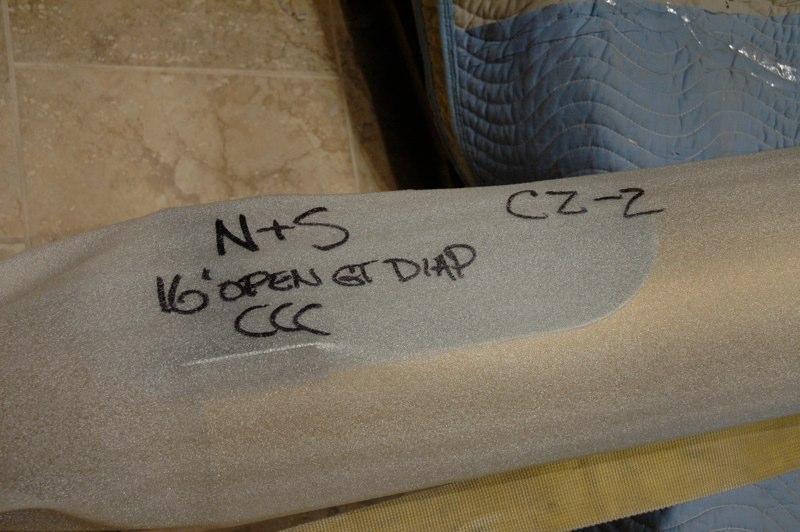 N+S
CZ-2
16' OPEN GT DIAP
CCC